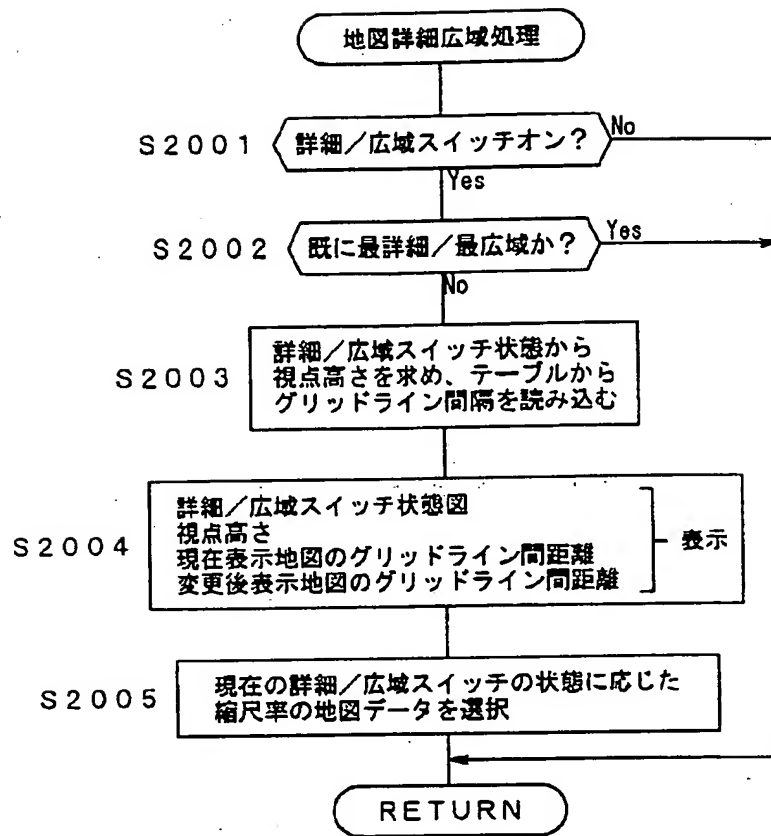 地図詳細広域処理
S2001
詳細／広域スイッチオン？
No
Yes
S2002
既に最詳細／最広域か？
Yes
No
S2003
詳細／広域スイッチ状態から
視点高さを求め、テーブルから
グリッドライン間隔を読み込む
S2004
詳細／広域スイッチ状態図
視点高さ
現在表示地図のグリッドライン間距離
変更後表示地図のグリッドライン間距離
表示
S2005
現在の詳細／広域スイッチの状態に応じた
縮尺率の地図データを選択
RETURN